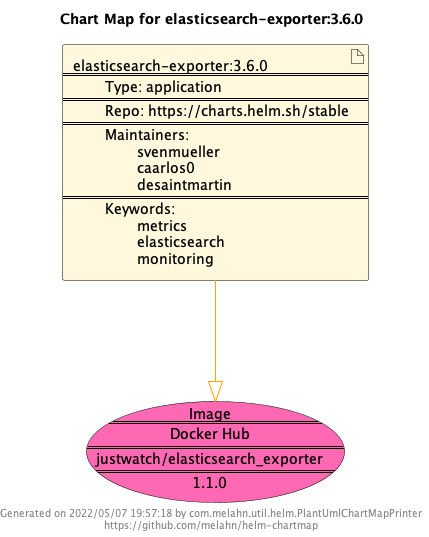 Chart Map for elasticsearch-exporter:3.6.0
elasticsearch-exporter:3.6.0
Type: application
Repo: https://charts.helm.sh/stable
Maintainers:
svenmueller
caarlos0
desaintmartin
Keywords:
metrics
elasticsearch
monitoring
Image
Docker Hub
justwatch/elasticsearch_exporter
1.1.0
Generated on 2022/05/07 19:57:18 by com.melahn.util.helm.PlantUmlChartMapPrinter
https://github.com/melahn/helm-chartmap